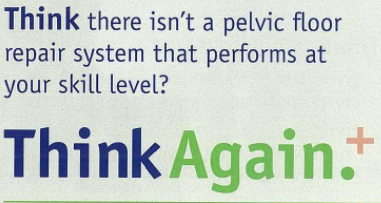 Think there isn't a pelvic floor
repair system that performs at
your skill level?
Think Again.+